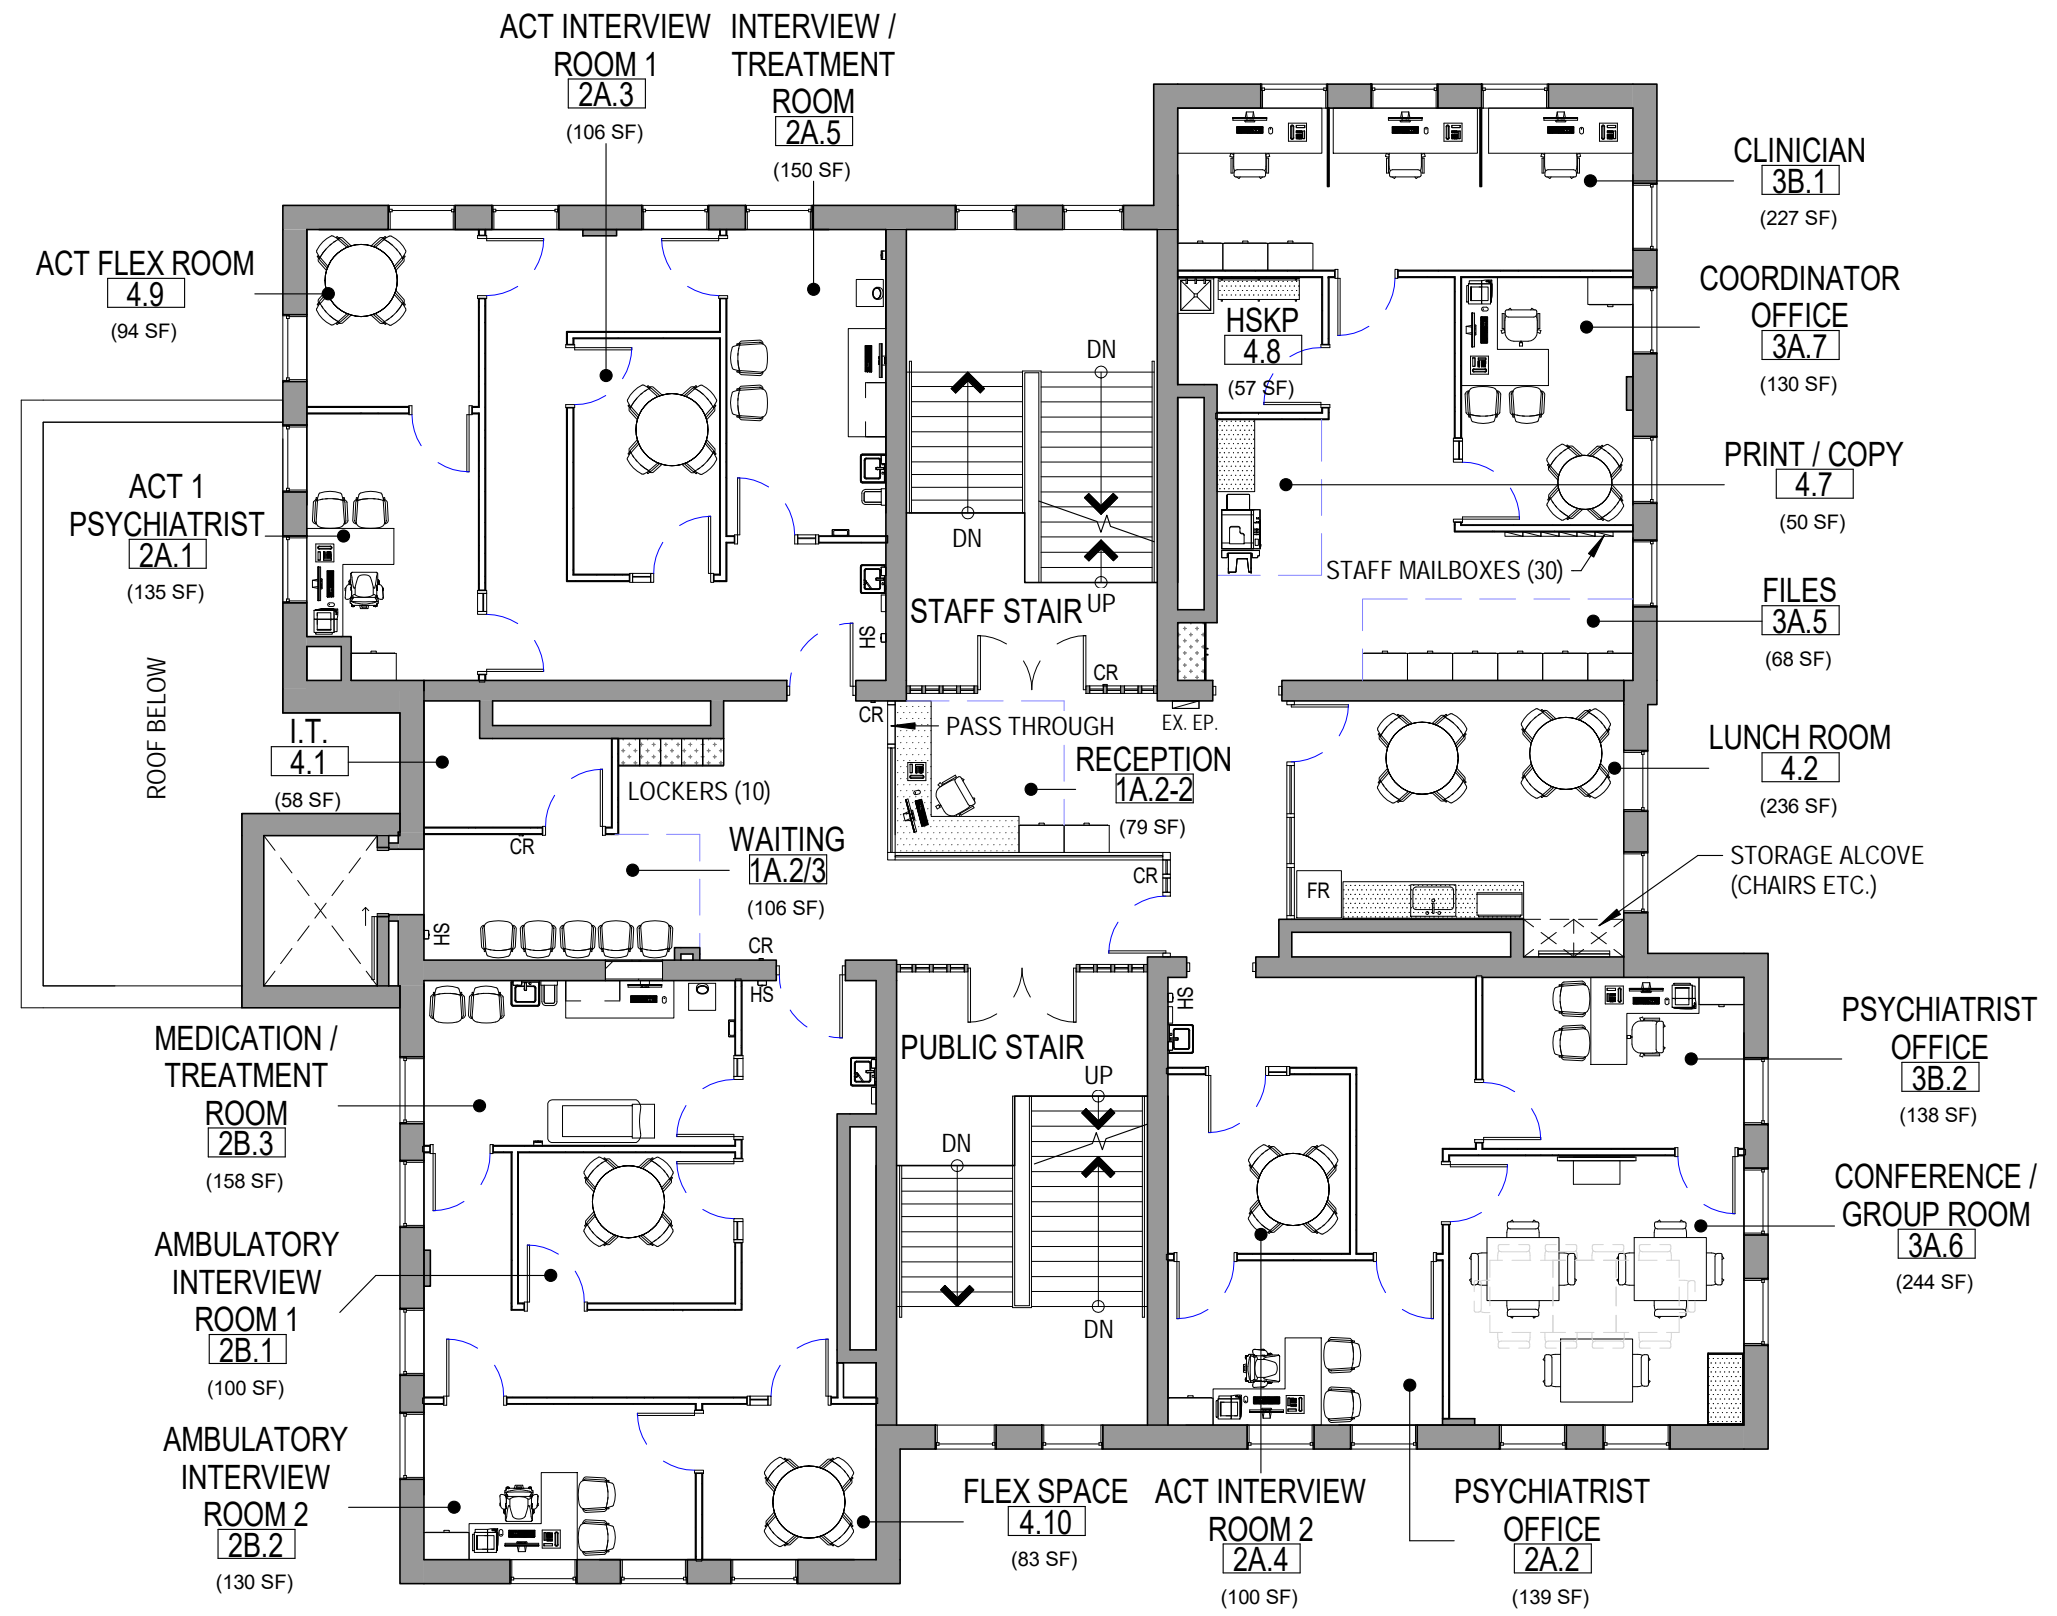 ACT INTERVIEW
ROOM 1
2A.3
(106 SF)
INTERVIEW /
TREATMENT
ROOM
2A.5
(150 SF)
CLINICIAN
3B.1
(227 SF)
ACT FLEX ROOM
4.9
(94 SF)
COORDINATOR
OFFICE
3A.7
(130 SF)
HSKP
4.8
(57 SF)
DN
DN
UP
PRINT / COPY
4.7
(50 SF)
ACT 1
PSYCHIATRIST
2A.1
(135 SF)
STAFF MAILBOXES (30)
FILES
3A.5
(68 SF)
STAFF STAIR
HS
CR
CR
PASS THROUGH
EX. EP.
ROOF BELOW
I.T.
4.1
(58 SF)
LOCKERS (10)
RECEPTION
1A.2-2
(79 SF)
LUNCH ROOM
4.2
(236 SF)
CR
WAITING
1A.2/3
(106 SF)
CR
FR
STORAGE ALCOVE
(CHAIRS ETC.)
HS
CR
HS
HS
MEDICATION /
TREATMENT
ROOM
2B.3
(158 SF)
PUBLIC STAIR
UP
DN
DN
PSYCHIATRIST
OFFICE
3B.2
(138 SF)
CONFERENCE /
GROUP ROOM
3A.6
(244 SF)
AMBULATORY
INTERVIEW
ROOM 1
2B.1
(100 SF)
AMBULATORY
INTERVIEW
ROOM 2
2B.2
(130 SF)
FLEX SPACE
4.10
(83 SF)
ACT INTERVIEW
ROOM 2
2A.4
(100 SF)
PSYCHIATRIST
OFFICE
2A.2
(139 SF)